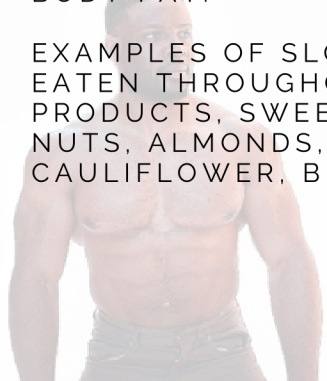 EXAMPLES OF SLO
EATEN THROUGHO
PRODUCTS, SWEE
NUTS, ALMONDS,
CAULIFLOWER, B